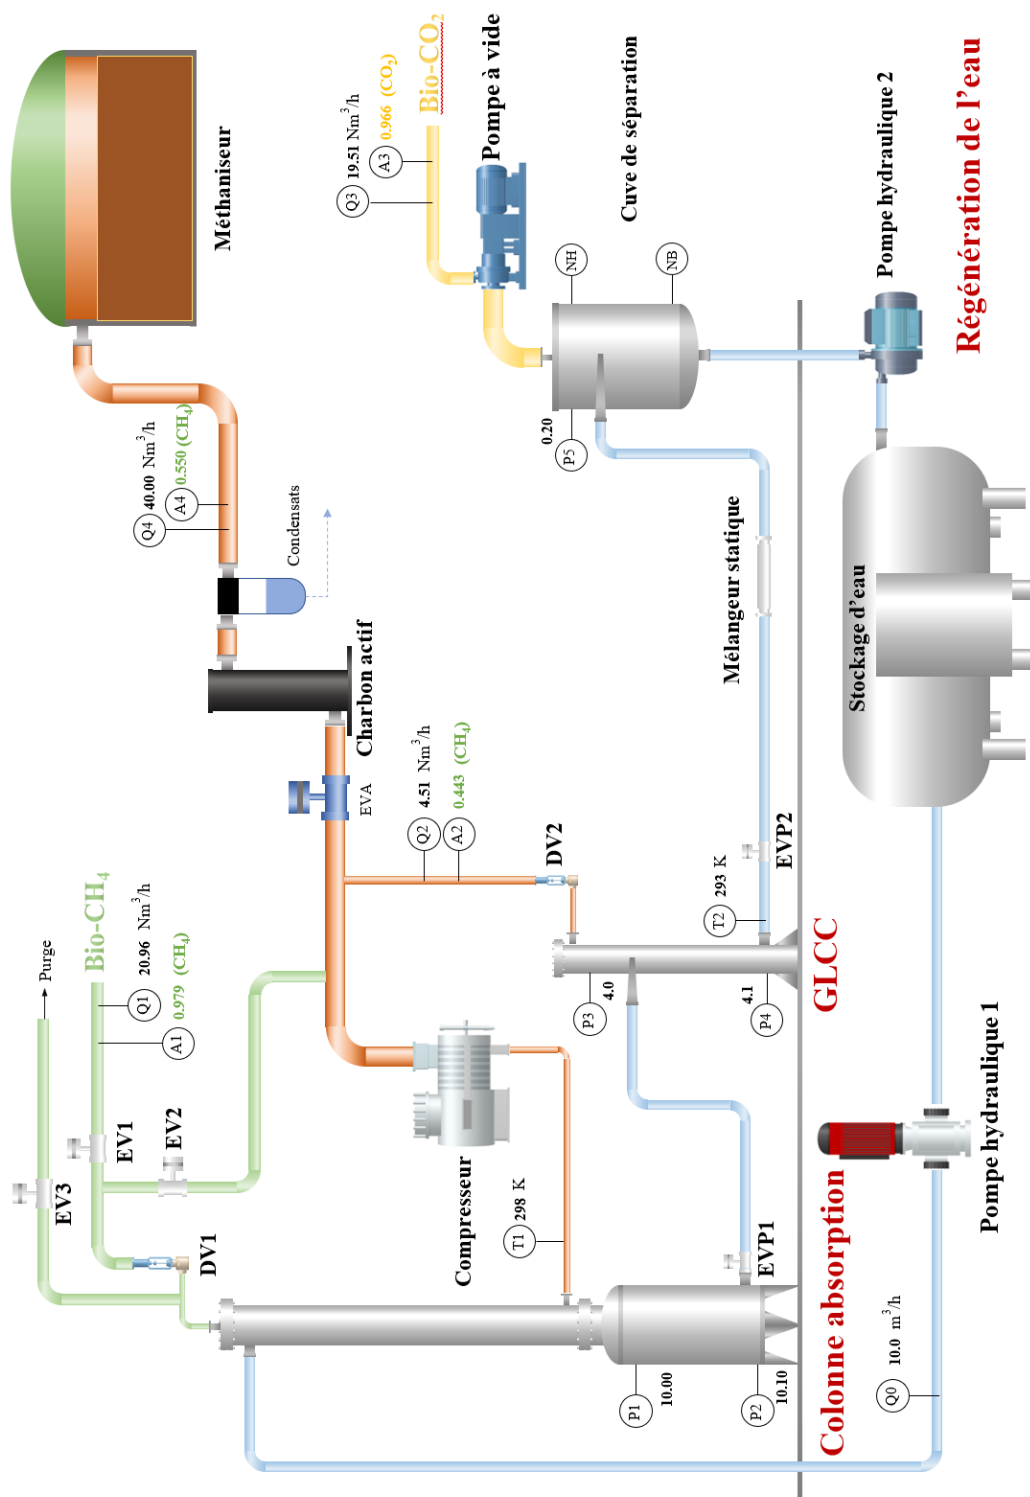 Purge
Bio-CH4
Q1 20.96 Nm³/h
A1 0.979 (CH4)
EV3
EV1
EV2
DV1
Méthaniseur
Q4 40.00 Nm³/h
A4 0.550 (CH4)
Condensats
Charbon actif
EVA
Q2 4.51 Nm³/h
A2 0.443 (CH4)
DV2
Compresseur
T1 298 K
Q3 19.51 Nm³/h
A3 0.966 (CO2)
Bio-CO2
Pompe à vide
Cuve de séparation
NH
NB
P5
0.20
Mélangeur statique
EVP2
T2 293 K
P3
4.0
P4
4.1
GLCC
EVP1
P1
10.00
P2
10.10
Colonne absorption
Pompe hydraulique 2
Régénération de l'eau
Stockage d'eau
Pompe hydraulique 1
Q0 10.0 m³/h